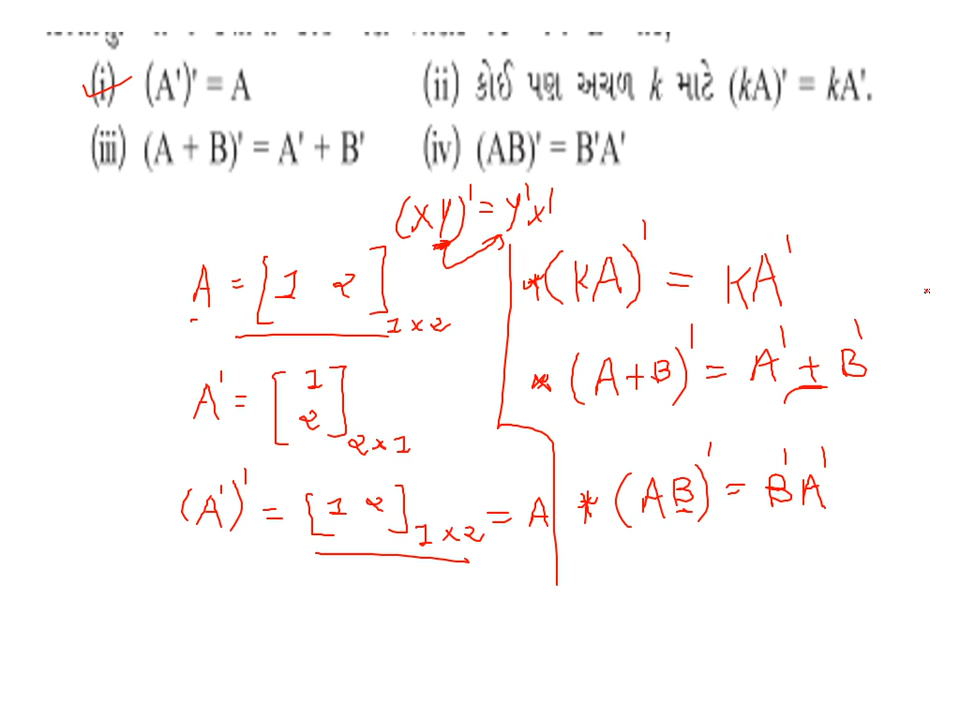 (i) (A')' = A (ii) કોઈ પણ અચળ k માટે (kA)' = kA'.
(iii) (A + B)' = A' + B' (iv) (AB)' = B'A'
(xy)' = y'x'
A = [1 2] 1×2
A' = [1
2] 2×1
(A')' = [1 2] 1×2 = A
*(KA)' = KA'
* (A+B)' = A' + B'
* (AB)' = B'A'